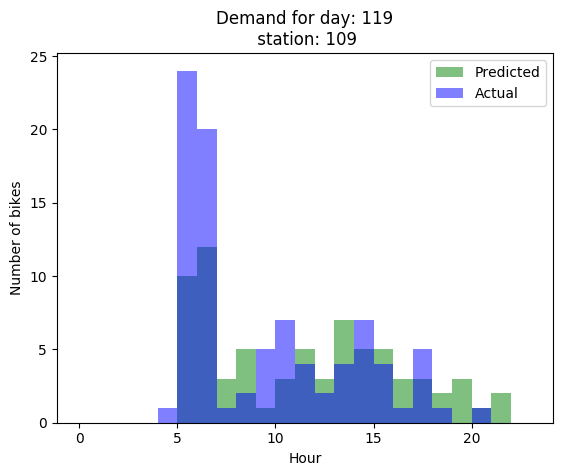 Demand for day: 119
station: 109
Predicted
Actual
Number of bikes
25
20
15
10
5
0
0 5 10 15 20
Hour